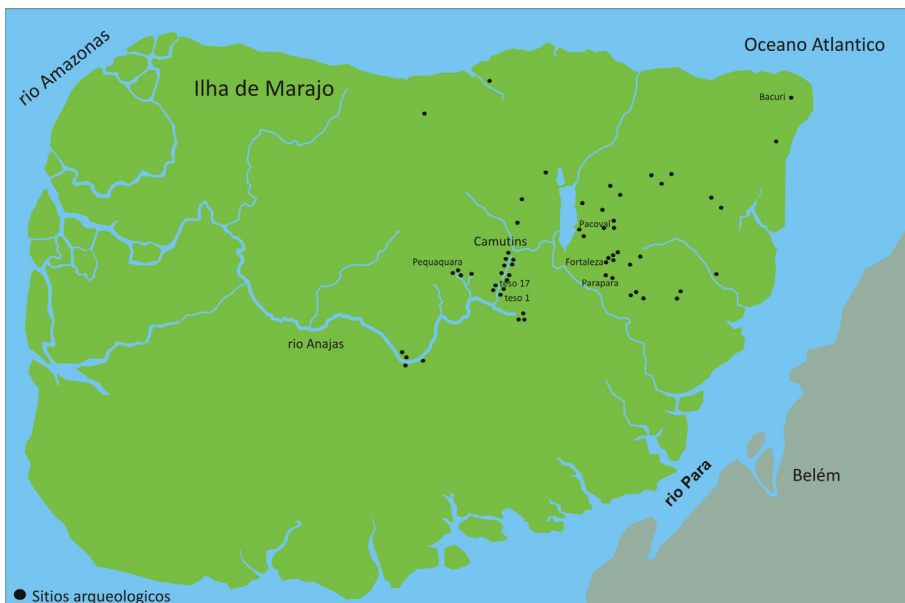 rio Amazonas
Oceano Atlantico
Ilha de Marajo
Bacuri
Pacoval
Camutins
Pequaquara
Fortaleza
teso 17
Parapara
teso 1
rio Anajas
rio Para
Belém
Sitios arqueologicos